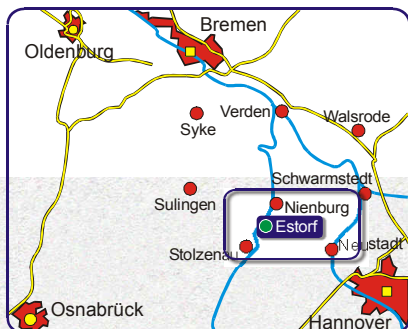 Bremen
Oldenburg
Verden
Syke
Walsrode
Schwarmstedt
Sulingen
Nienburg
Estorf
Stolzenau
Neustadt
Osnabrück
Hannover